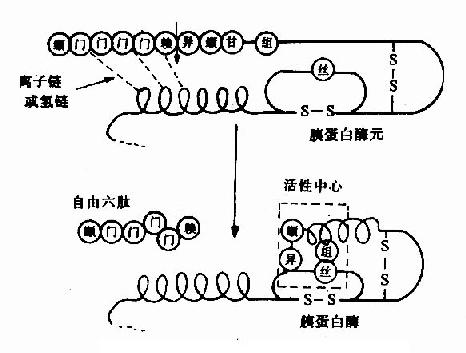 缬 门 门 门 门 赖 异 缬 甘 组
丝
S
S
离子链
或氢链
S-S
胰蛋白酶元
活性中心
自由六肽
缬 门 门 门 门 赖
缬
组
异
丝
S
S
S-S
胰蛋白酶